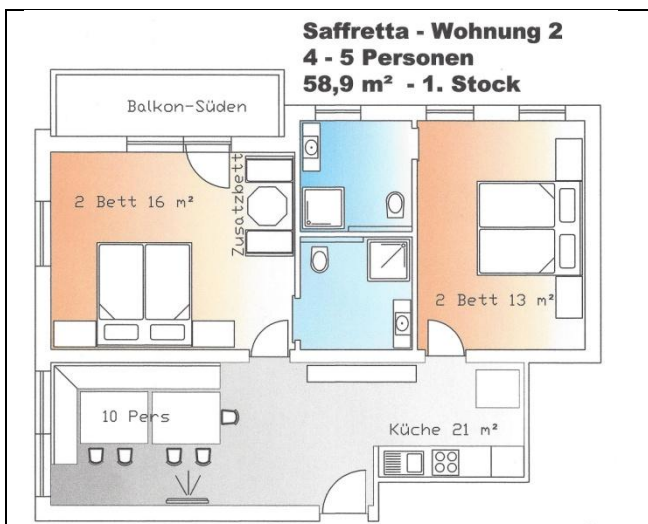 Saffretta - Wohnung 2
4 - 5 Personen
58,9 m² - 1. Stock
Balkon-Süden
2 Bett 16 m²
Zusatzbett
2 Bett 13 m²
10 Pers
Küche 21 m²